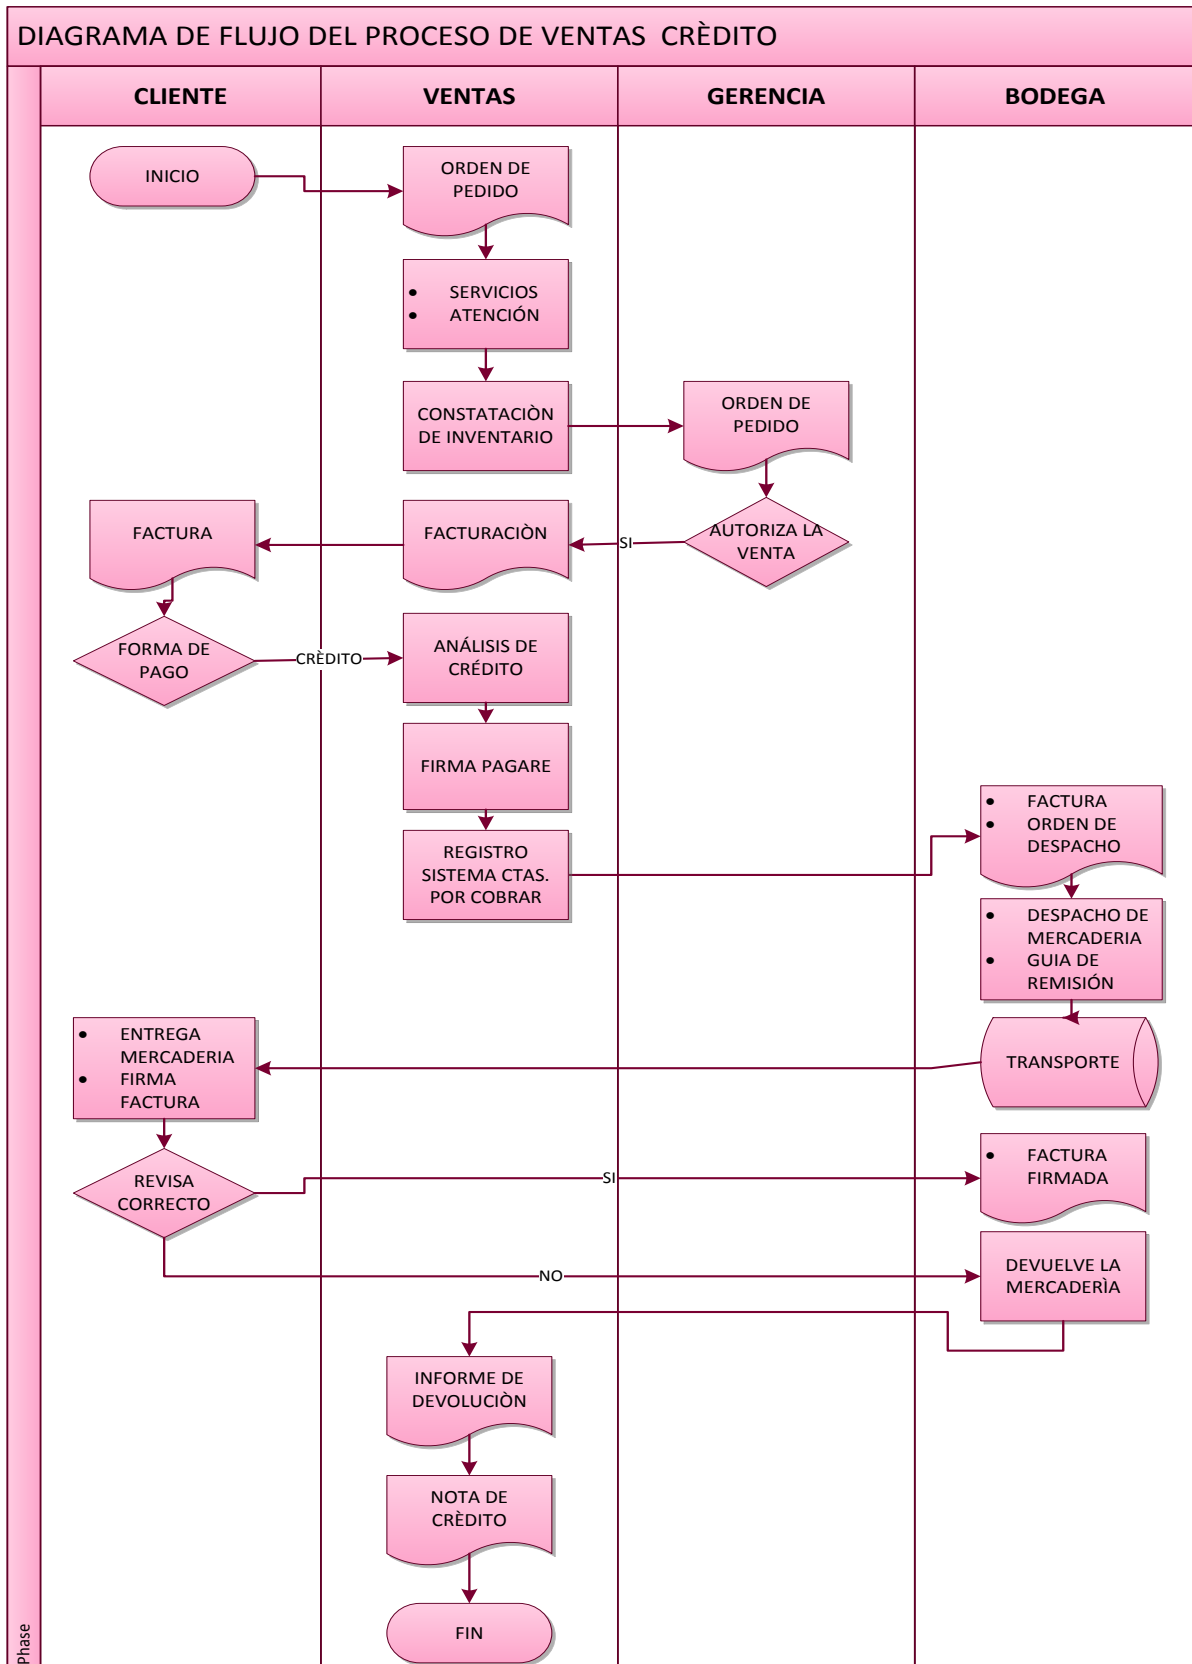 DIAGRAMA DE FLUJO DEL PROCESO DE VENTAS  CRÈDITO
CLIENTE
VENTAS
GERENCIA
BODEGA
INICIO
ORDEN DE
PEDIDO
• SERVICIOS
• ATENCIÓN
CONSTATACIÒN
DE INVENTARIO
ORDEN DE
PEDIDO
AUTORIZA LA
VENTA
SI
FACTURACIÒN
FACTURA
FORMA DE
PAGO
CRÈDITO
ANÁLISIS DE
CRÉDITO
FIRMA PAGARE
REGISTRO
SISTEMA CTAS.
POR COBRAR
• FACTURA
• ORDEN DE
DESPACHO
• DESPACHO DE
MERCADERIA
• GUIA DE
REMISIÓN
TRANSPORTE
• ENTREGA
MERCADERIA
• FIRMA
FACTURA
REVISA
CORRECTO
SI
• FACTURA
FIRMADA
NO
DEVUELVE LA
MERCADERÌA
INFORME DE
DEVOLUCIÒN
NOTA DE
CRÈDITO
FIN
Phase